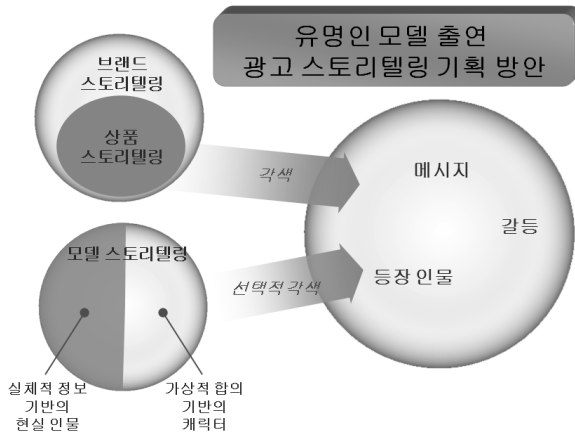 유명인 모델 출연
광고 스토리텔링 기획 방안
브랜드
스토리텔링
상품
스토리텔링
각색
메시지
갈등
등장 인물
모델 스토리텔링
선택적 각색
실체적 정보
기반의
현실 인물
가상적 합의
기반의
캐릭터